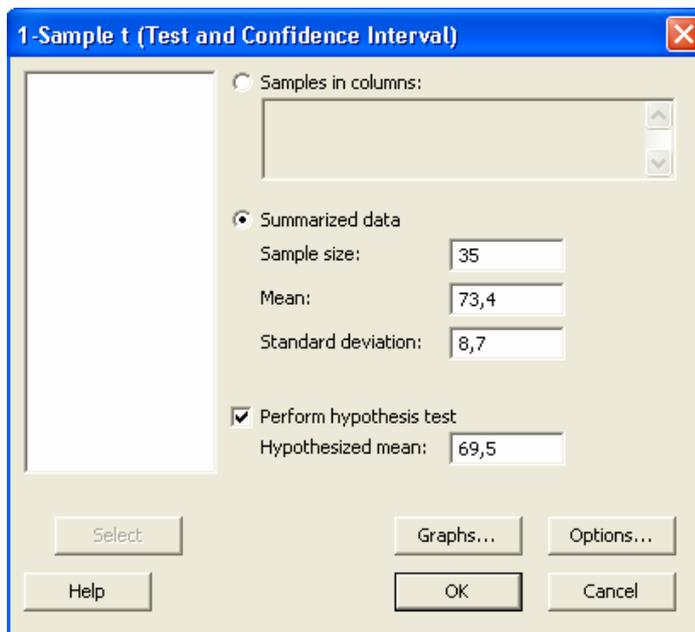 1-Sample t (Test and Confidence Interval)
Samples in columns:
Summarized data
Sample size: 35
Mean: 73,4
Standard deviation: 8,7
Perform hypothesis test
Hypothesized mean: 69,5
Select Graphs... Options...
Help OK Cancel